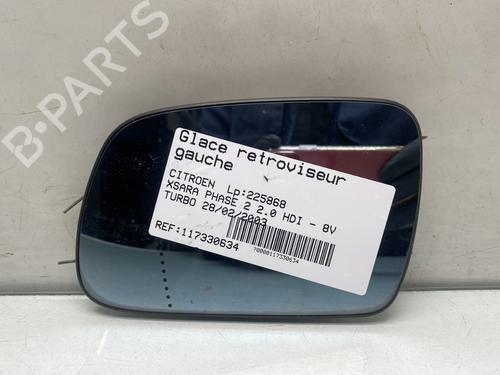 B-PARTS
Glace retroviseur
gauche
CITROEN Lp:225868
XSARA PHASE 2 2.0 HDI - 8V
TURBO 28/02/2003
REF:117330634
70000117330634